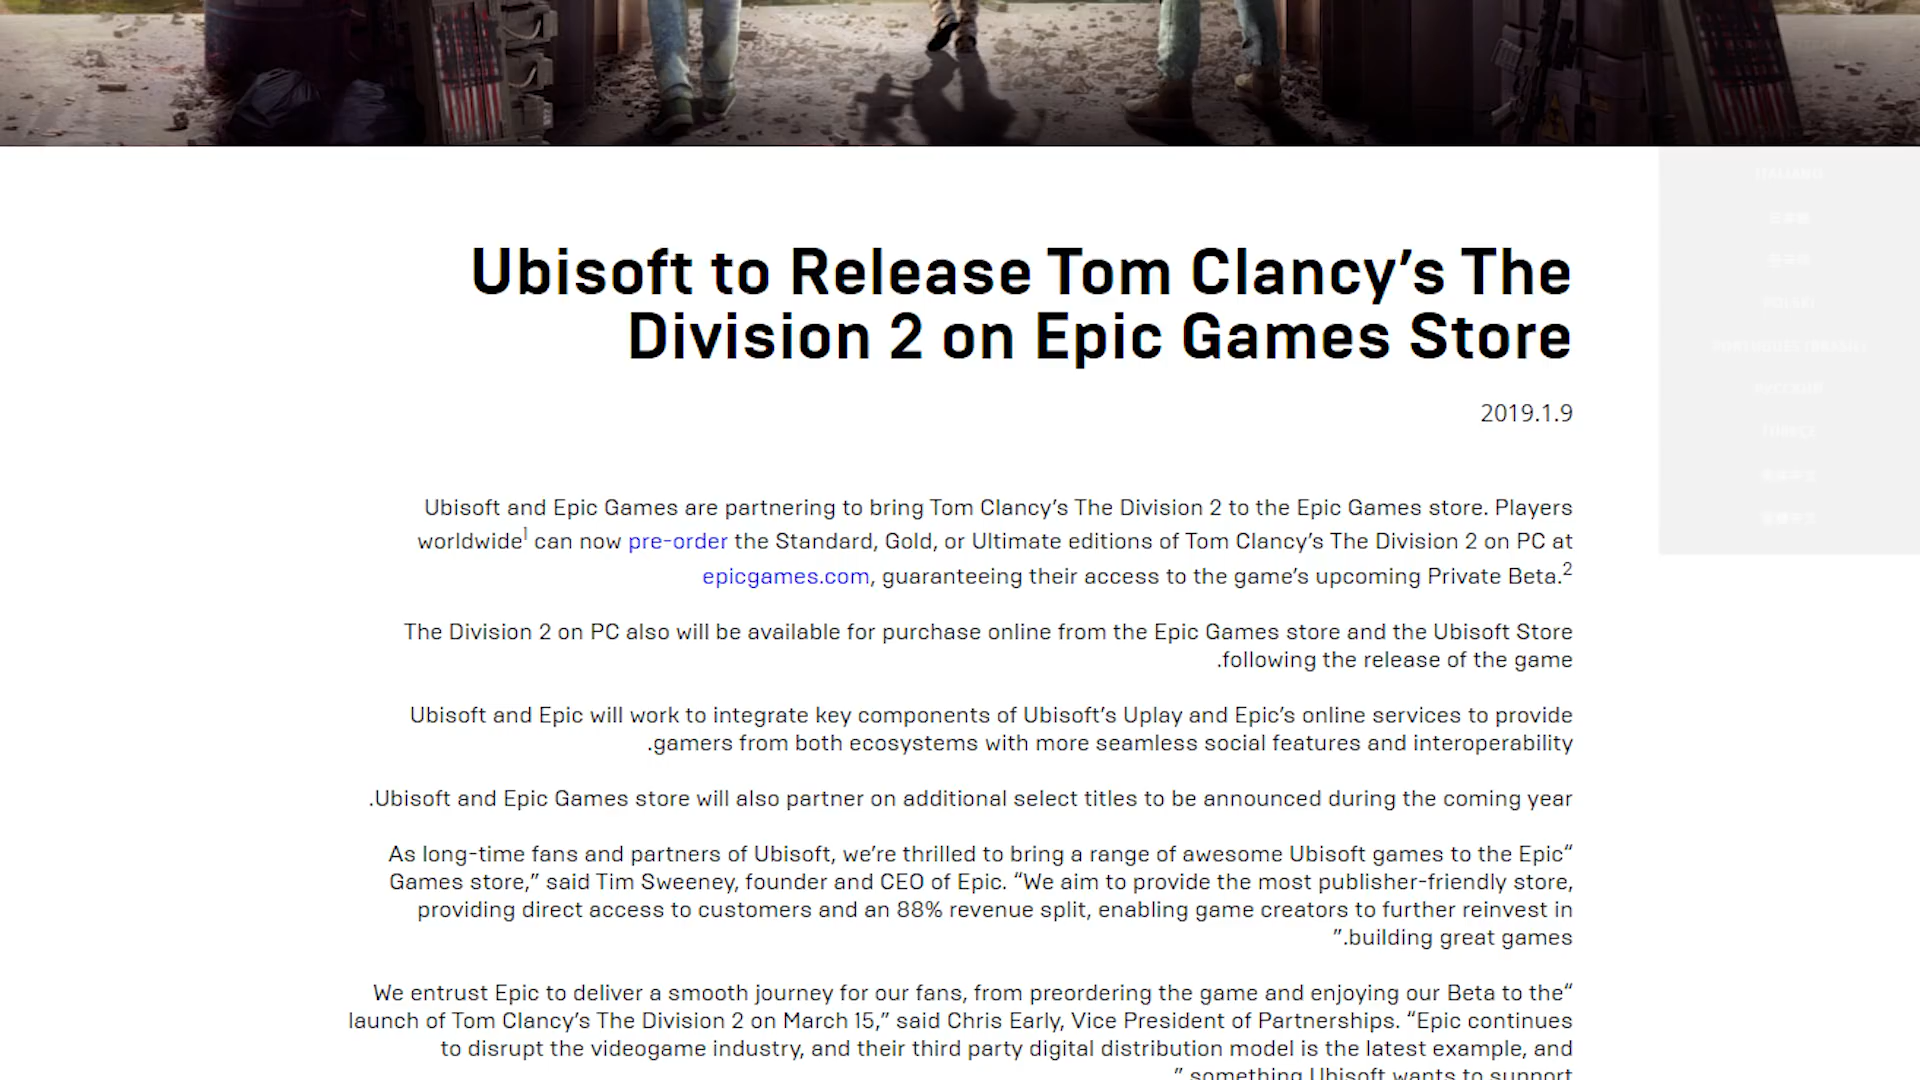 Ubisoft to Release Tom Clancy’s The
Division 2 on Epic Games Store
2019.1.9
Ubisoft and Epic Games are partnering to bring Tom Clancy’s The Division 2 to the Epic Games store. Players
worldwide1 can now pre-order the Standard, Gold, or Ultimate editions of Tom Clancy’s The Division 2 on PC at
epicgames.com, guaranteeing their access to the game’s upcoming Private Beta.2
The Division 2 on PC also will be available for purchase online from the Epic Games store and the Ubisoft Store
.following the release of the game
Ubisoft and Epic will work to integrate key components of Ubisoft’s Uplay and Epic’s online services to provide
.gamers from both ecosystems with more seamless social features and interoperability
.Ubisoft and Epic Games store will also partner on additional select titles to be announced during the coming year
As long-time fans and partners of Ubisoft, we’re thrilled to bring a range of awesome Ubisoft games to the Epic“
Games store,” said Tim Sweeney, founder and CEO of Epic. “We aim to provide the most publisher-friendly store,
providing direct access to customers and an 88% revenue split, enabling game creators to further reinvest in
”.building great games
We entrust Epic to deliver a smooth journey for our fans, from preordering the game and enjoying our Beta to the“
launch of Tom Clancy’s The Division 2 on March 15,” said Chris Early, Vice President of Partnerships. “Epic continues
to disrupt the videogame industry, and their third party digital distribution model is the latest example, and
”.something Ubisoft wants to support
ITALIANO
POLSKI
PORTUGUÊS (BRASIL)
РУССКИЙ
TÜRKÇE